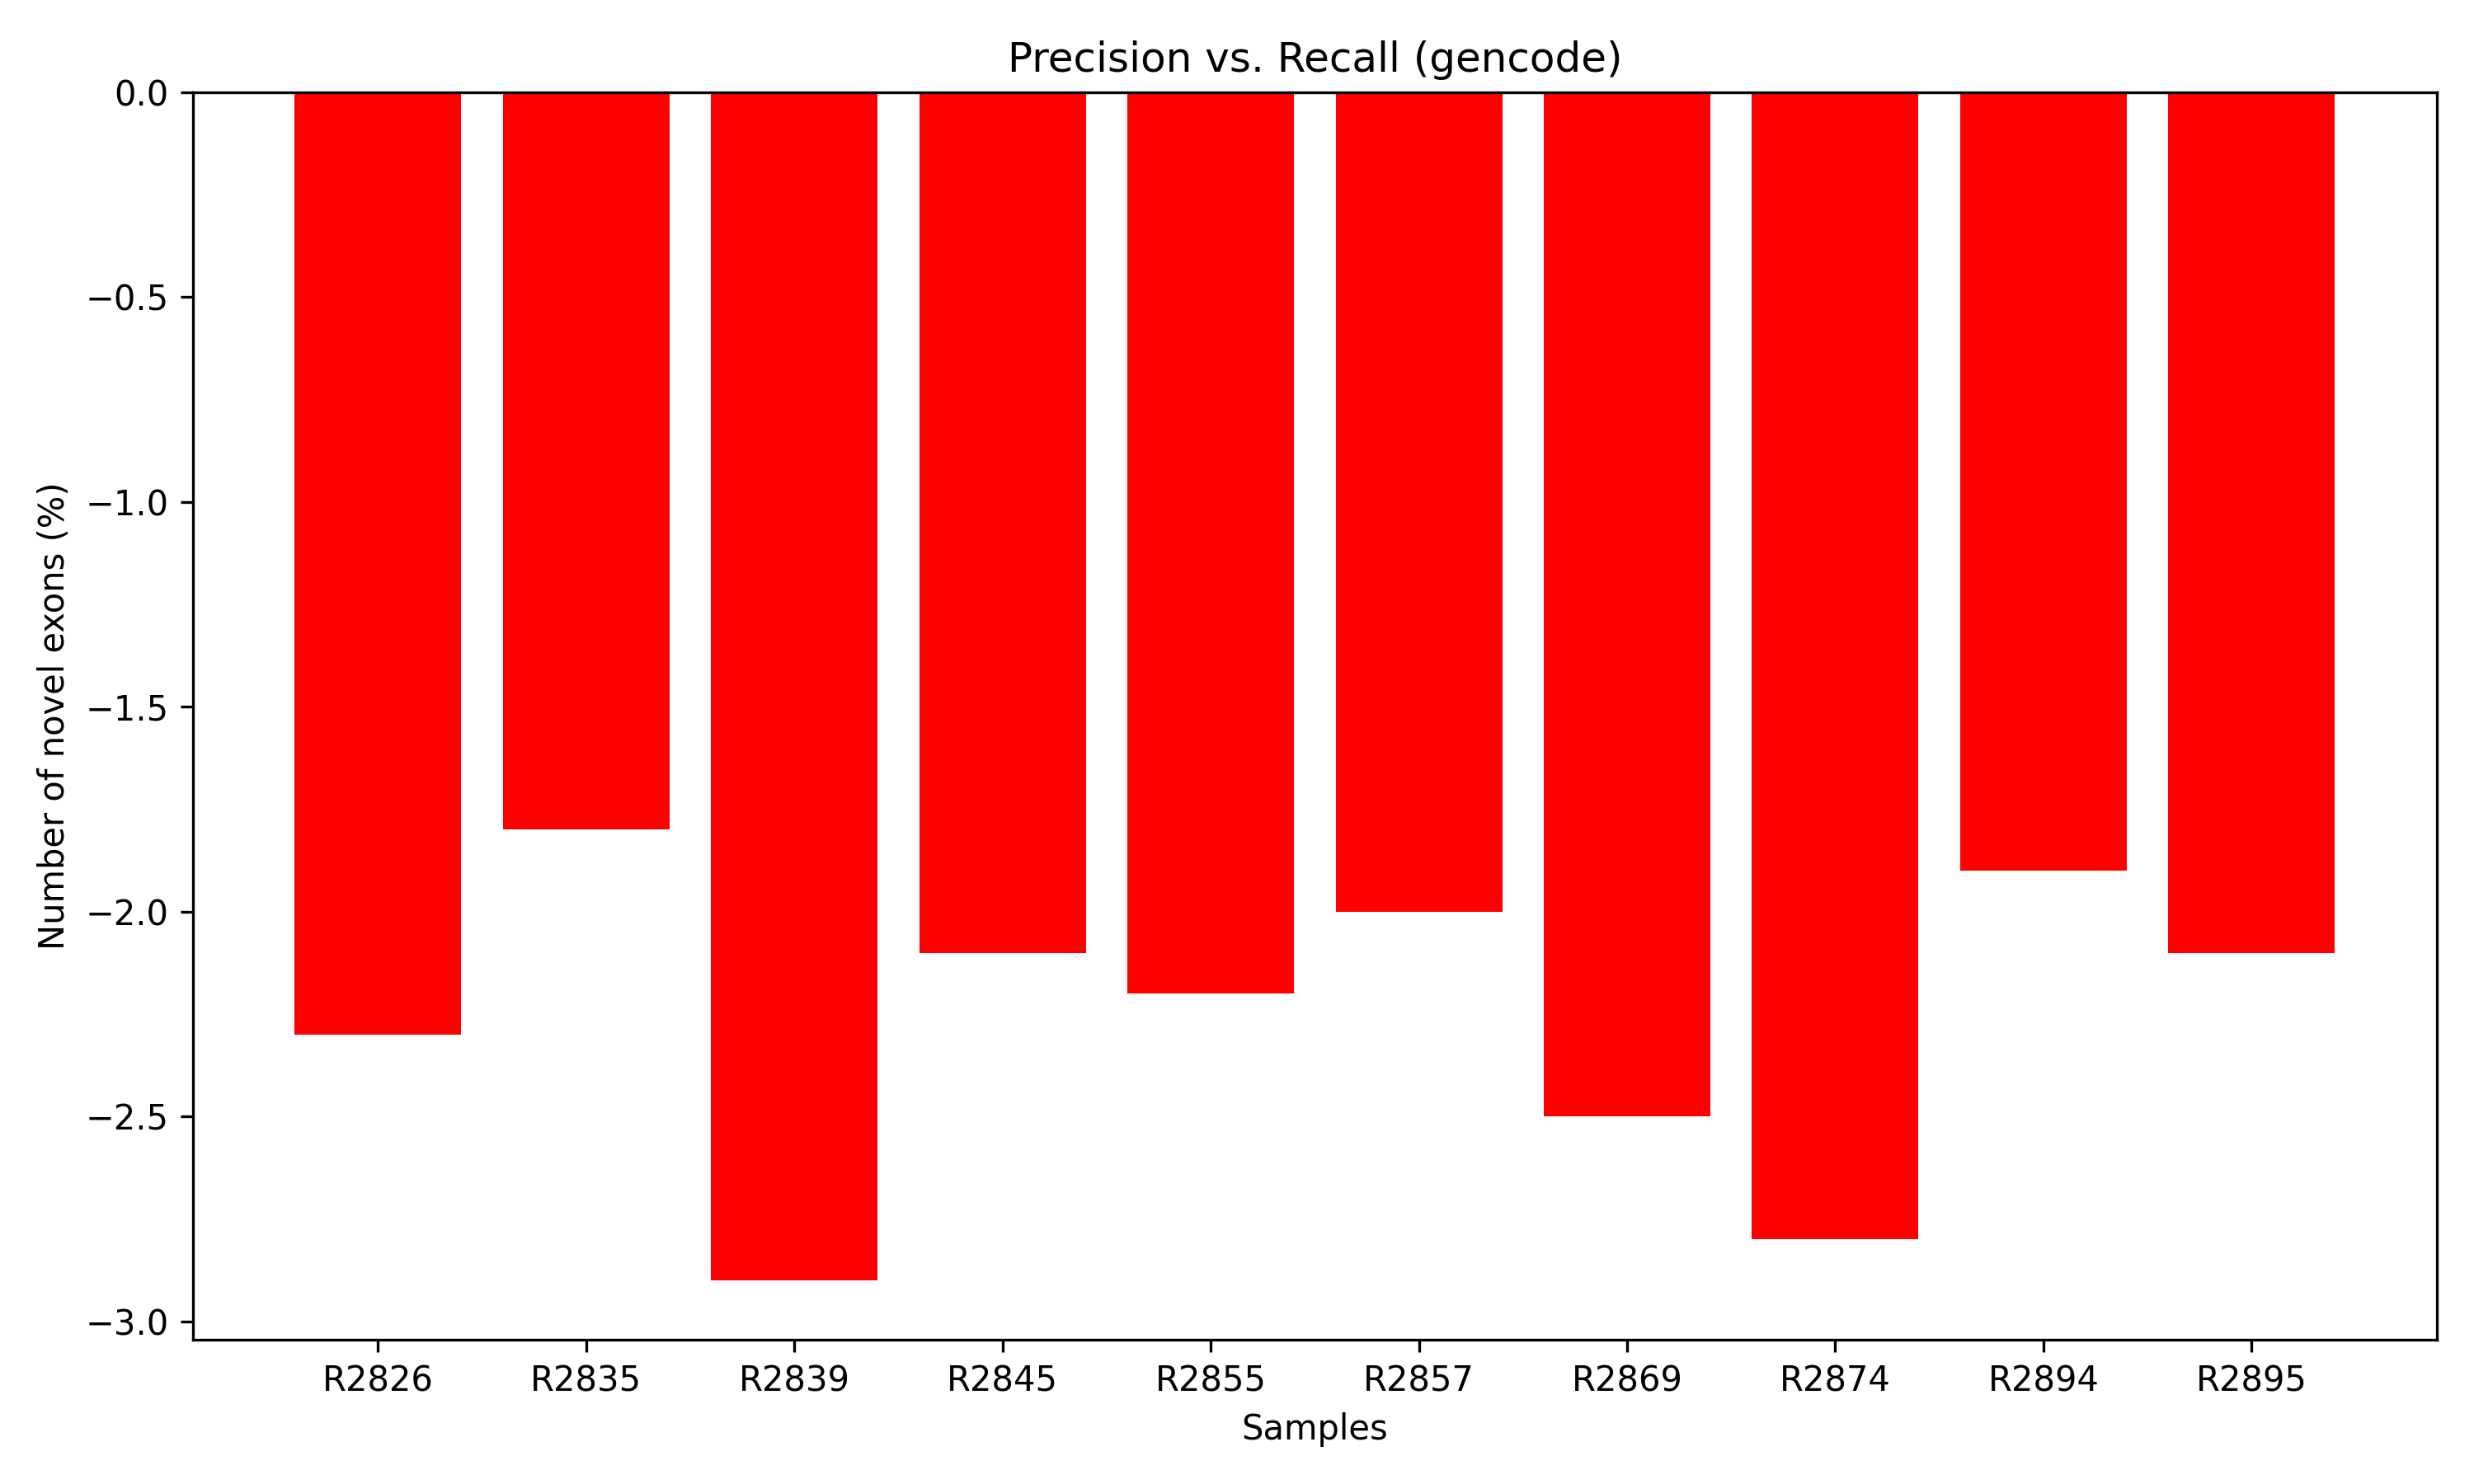 Precision vs. Recall (gencode)
0.0
−0.5
−1.0
−1.5
−2.0
−2.5
−3.0
Number of novel exons (%)
R2826 R2835 R2839 R2845 R2855 R2857 R2869 R2874 R2894 R2895
Samples